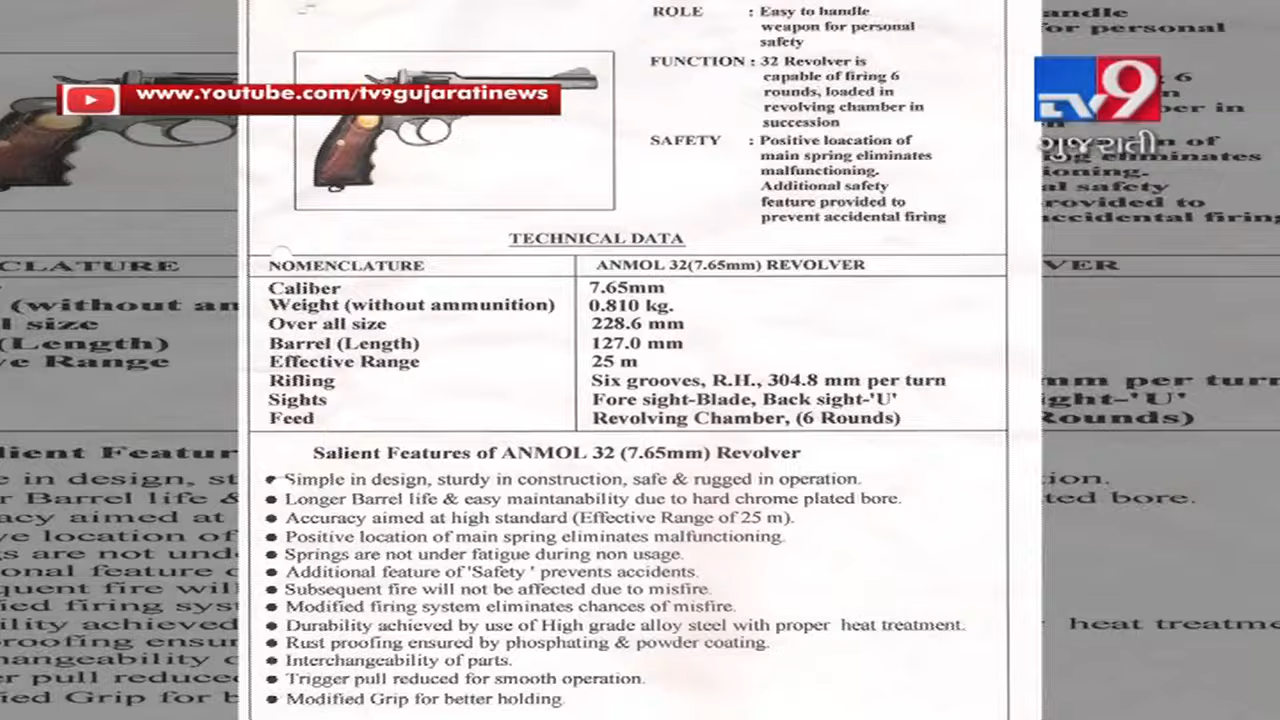 ROLE : Easy to handle
weapon for personal
safety
FUNCTION : 32 Revolver is
capable of firing 6
rounds, loaded in
revolving chamber in
succession
SAFETY : Positive loacation of
main spring eliminates
malfunctioning.
Additional safety
feature provided to
prevent accidental firing
www.Youtube.com/tv9gujaratinews
TV9
ગુજરાતી
TECHNICAL DATA
NOMENCLATURE ANMOL 32(7.65mm) REVOLVER
Caliber 7.65mm
Weight (without ammunition) 0.810 kg.
Over all size 228.6 mm
Barrel (Length) 127.0 mm
Effective Range 25 m
Rifling Six grooves, R.H., 304.8 mm per turn
Sights Fore sight-Blade, Back sight-'U'
Feed Revolving Chamber, (6 Rounds)
Salient Features of ANMOL 32 (7.65mm) Revolver
● Simple in design, sturdy in construction, safe & rugged in operation.
● Longer Barrel life & easy maintanability due to hard chrome plated bore.
● Accuracy aimed at high standard (Effective Range of 25 m).
● Positive location of main spring eliminates malfunctioning.
● Springs are not under fatigue during non usage.
● Additional feature of 'Safety ' prevents accidents.
● Subsequent fire will not be affected due to misfire.
● Modified firing system eliminates chances of misfire.
● Durability achieved by use of High grade alloy steel with proper heat treatment.
● Rust proofing ensured by phosphating & powder coating.
● Interchangeability of parts.
● Trigger pull reduced for smooth operation.
● Modified Grip for better holding.